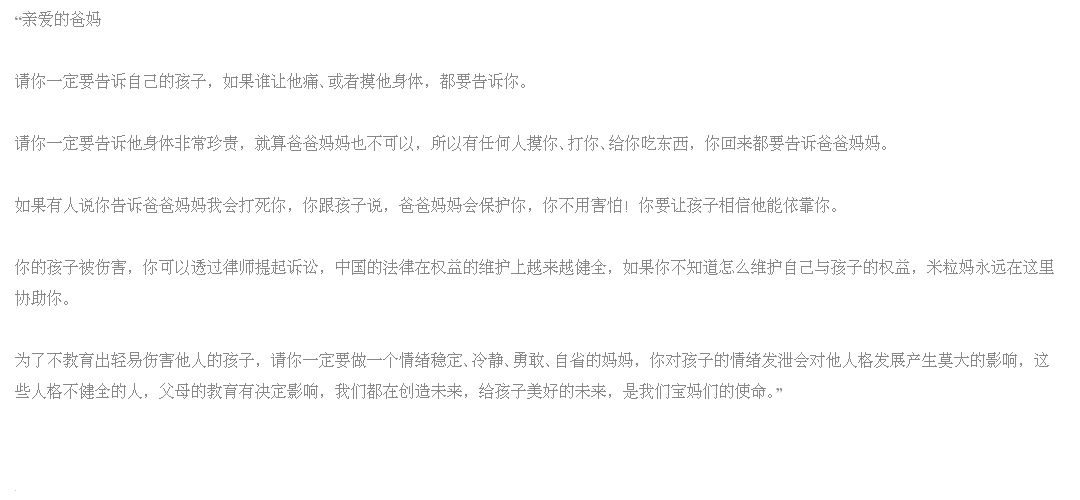 “亲爱的爸妈
请你一定要告诉自己的孩子，如果谁让他痛、或者摸他身体，都要告诉你。
请你一定要告诉他身体非常珍贵，就算爸爸妈妈也不可以，所以有任何人摸你、打你、给你吃东西，你回来都要告诉爸爸妈妈。
如果有人说你告诉爸爸妈妈我会打死你，你跟孩子说，爸爸妈妈会保护你，你不用害怕！你要让孩子相信他能依靠你。
你的孩子被伤害，你可以透过律师提起诉讼，中国的法律在权益的维护上越来越健全，如果你不知道怎么维护自己与孩子的权益，米粒妈永远在这里
协助你。
为了不教育出轻易伤害他人的孩子，请你一定要做一个情绪稳定、冷静、勇敢、自省的妈妈，你对孩子的情绪发泄会对他人格发展产生莫大的影响，这
些人格不健全的人，父母的教育有决定影响，我们都在创造未来，给孩子美好的未来，是我们宝妈们的使命。”